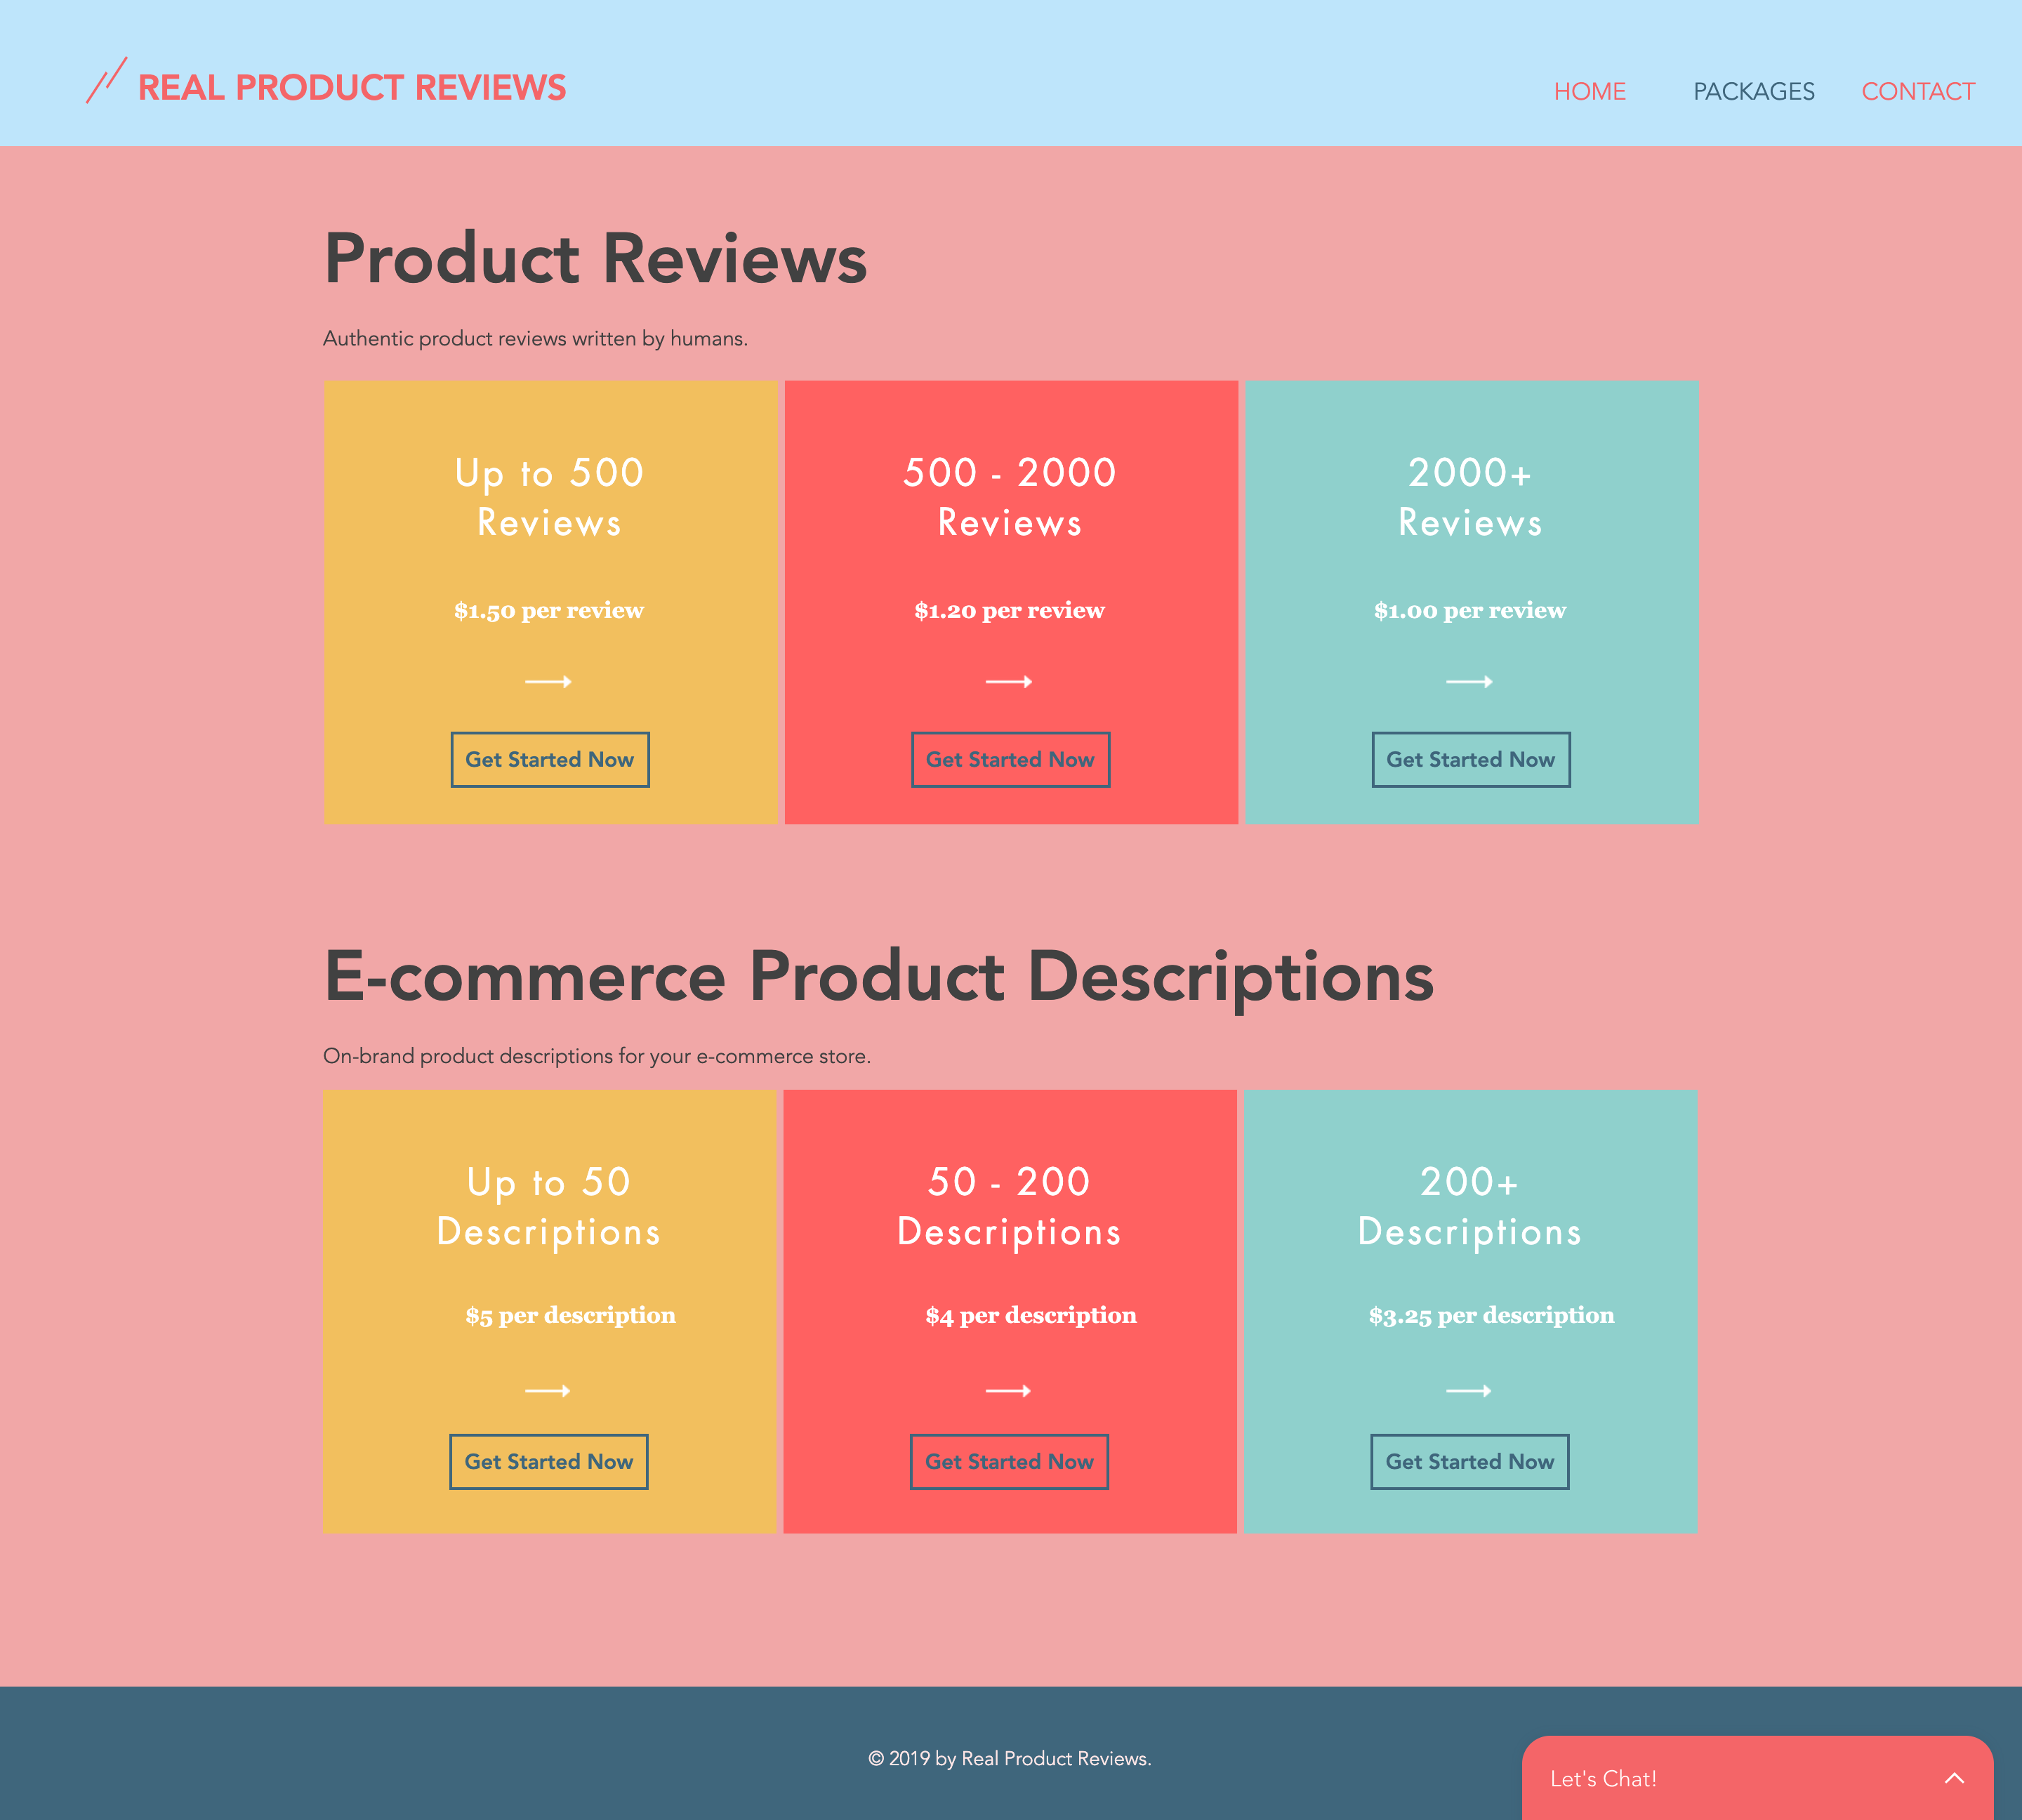 REAL PRODUCT REVIEWS
HOME PACKAGES CONTACT
Product Reviews
Authentic product reviews written by humans.
Up to 500
Reviews
$1.50 per review
Get Started Now
500 - 2000
Reviews
$1.20 per review
Get Started Now
2000+
Reviews
$1.00 per review
Get Started Now
E-commerce Product Descriptions
On-brand product descriptions for your e-commerce store.
Up to 50
Descriptions
$5 per description
Get Started Now
50 - 200
Descriptions
$4 per description
Get Started Now
200+
Descriptions
$3.25 per description
Get Started Now
© 2019 by Real Product Reviews.
Let's Chat!